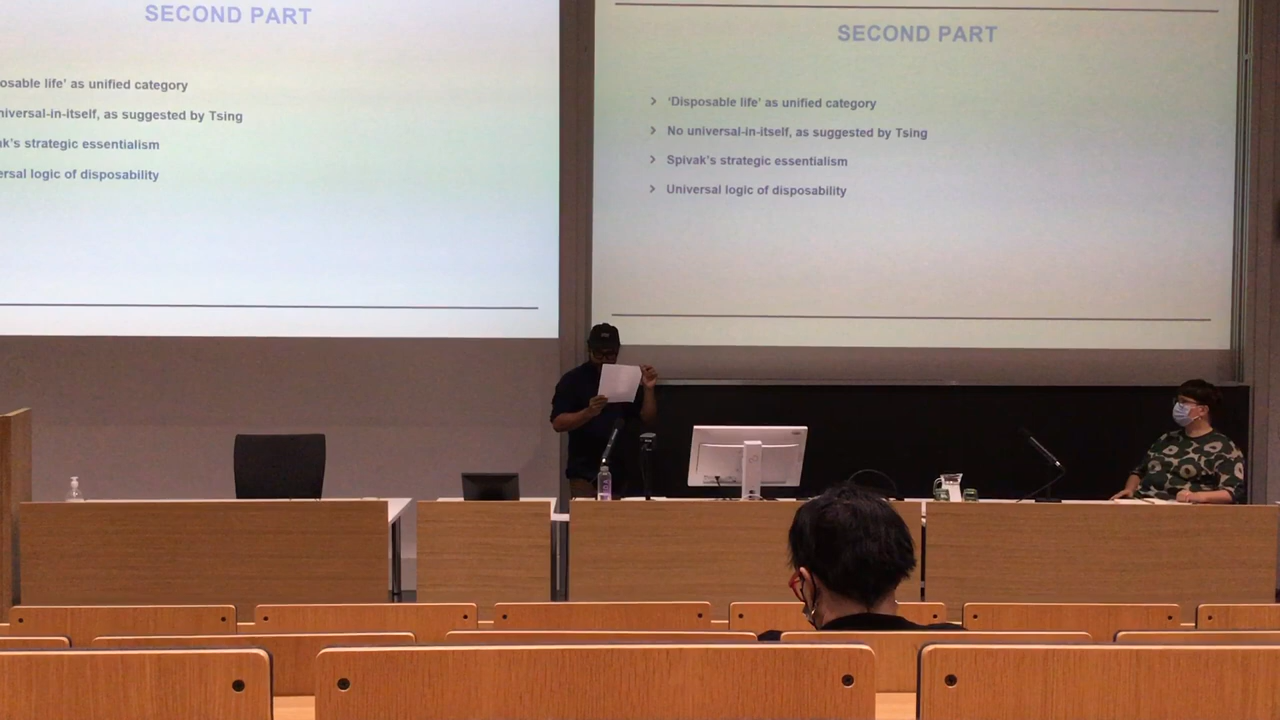 SECOND PART
osable life’ as unified category
niversal-in-itself, as suggested by Tsing
ak’s strategic essentialism
ersal logic of disposability
SECOND PART
‘Disposable life’ as unified category
No universal-in-itself, as suggested by Tsing
Spivak’s strategic essentialism
Universal logic of disposability